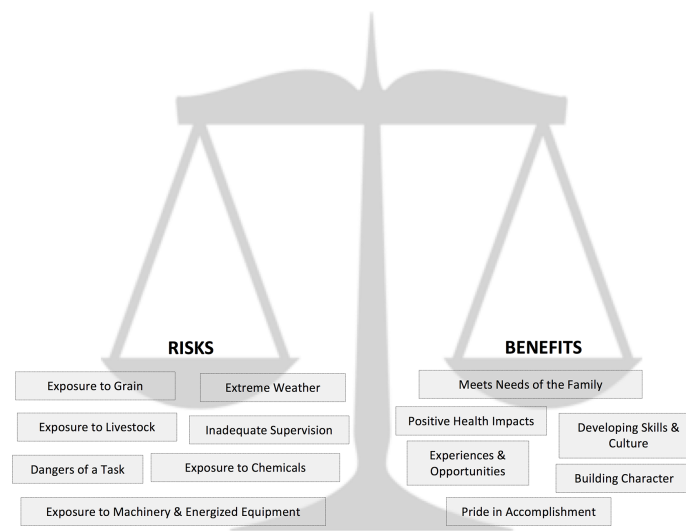 RISKS
Exposure to Grain
Extreme Weather
Exposure to Livestock
Inadequate Supervision
Dangers of a Task
Exposure to Chemicals
Exposure to Machinery & Energized Equipment
BENEFITS
Meets Needs of the Family
Positive Health Impacts
Developing Skills &
Culture
Experiences &
Opportunities
Building Character
Pride in Accomplishment